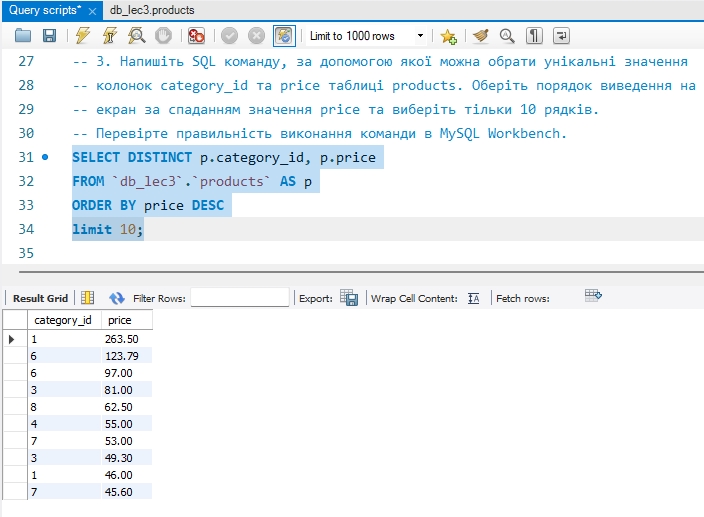 Query scripts* × db_lec3.products
Limit to 1000 rows
27 -- 3. Напишіть SQL команду, за допомогою якої можна обрати унікальні значення
28 -- колонок category_id та price таблиці products. Оберіть порядок виведення на
29 -- екран за спаданням значення price та виберіть тільки 10 рядків.
30 -- Перевірте правильність виконання команди в MySQL Workbench.
31 SELECT DISTINCT p.category_id, p.price
32 FROM `db_lec3`.`products` AS p
33 ORDER BY price DESC
34 limit 10;
35
Result Grid Filter Rows: Export: Wrap Cell Content: Fetch rows:
category_id price
1 263.50
6 123.79
6 97.00
3 81.00
8 62.50
4 55.00
7 53.00
3 49.30
1 46.00
7 45.60